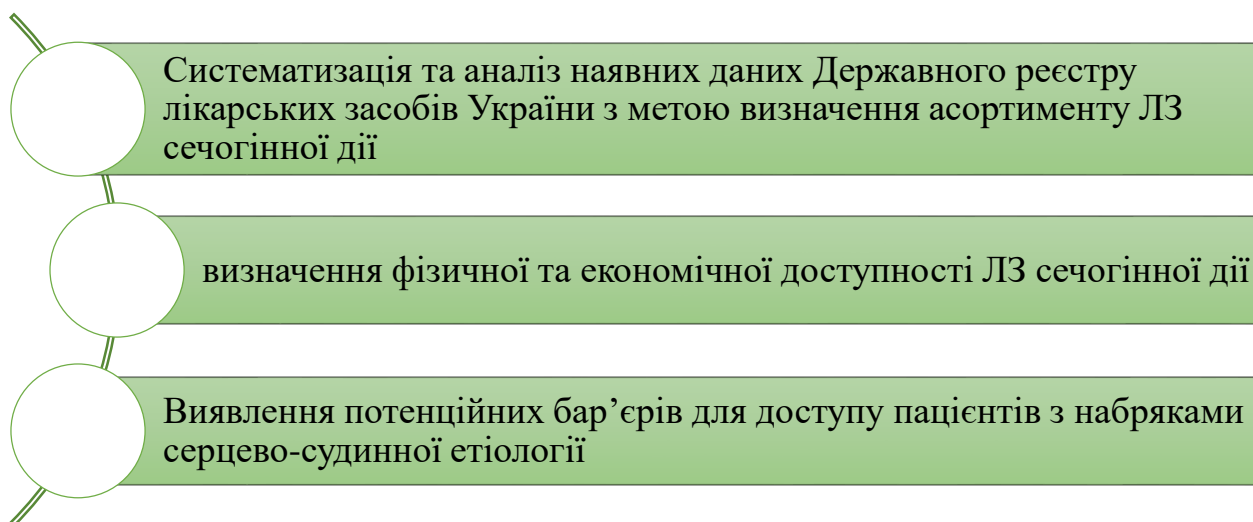 Систематизація та аналіз наявних даних Державного реєстру
лікарських засобів України з метою визначення асортименту ЛЗ
сечогінної дії
визначення фізичної та економічної доступності ЛЗ сечогінної дії
Виявлення потенційних бар’єрів для доступу пацієнтів з набряками
серцево-судинної етіології